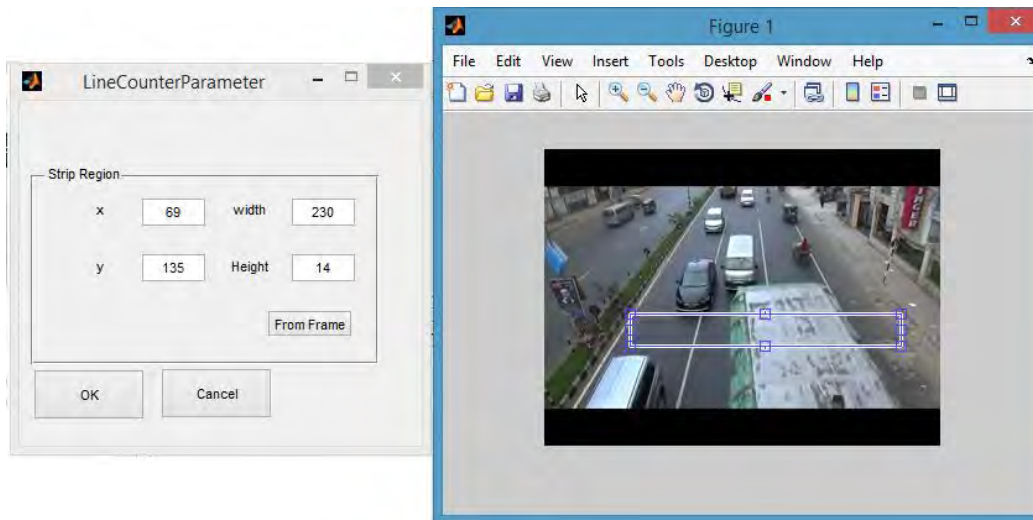 LineCounterParameter
Strip Region
x 69 width 230
y 135 Height 14
From Frame
OK Cancel
Figure 1
File Edit View Insert Tools Desktop Window Help